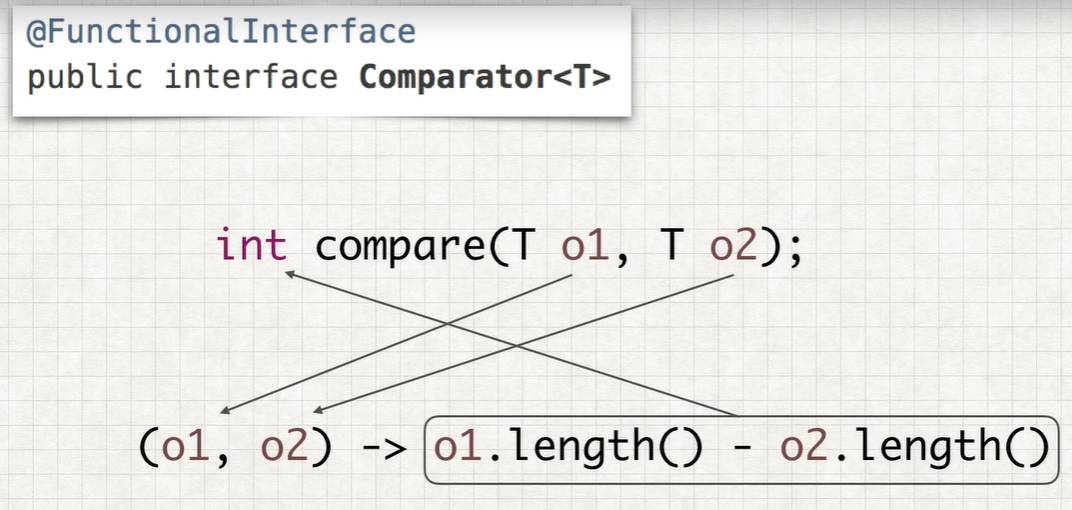 @FunctionalInterface
public interface Comparator<T>
int compare(T o1, T o2);
(o1, o2) -> o1.length() - o2.length()